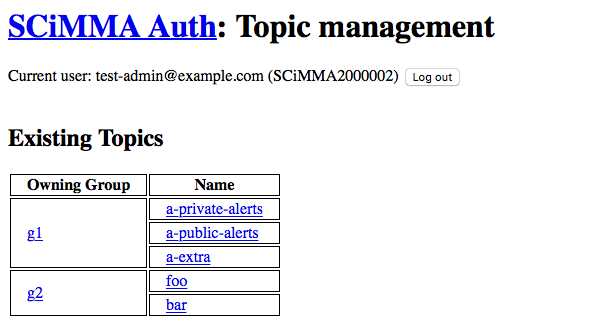 SCiMMA Auth: Topic management
Current user: test-admin@example.com (SCiMMA2000002) Log out
Existing Topics
Owning Group Name
g1 a-private-alerts
a-public-alerts
a-extra
g2 foo
bar